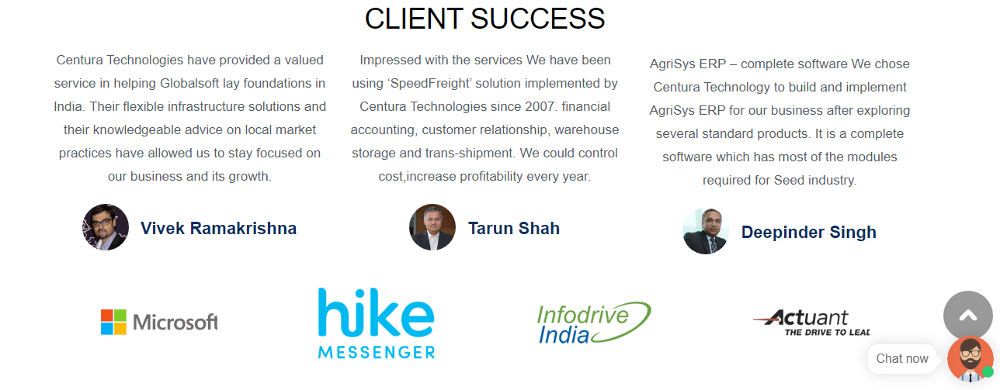 CLIENT SUCCESS
Centura Technologies have provided a valued
service in helping Globalsoft lay foundations in
India. Their flexible infrastructure solutions and
their knowledgeable advice on local market
practices have allowed us to stay focused on
our business and its growth.
Vivek Ramakrishna
Impressed with the services We have been
using ‘SpeedFreight’ solution implemented by
Centura Technologies since 2007. financial
accounting, customer relationship, warehouse
storage and trans-shipment. We could control
cost,increase profitability every year.
Tarun Shah
AgriSys ERP – complete software We chose
Centura Technology to build and implement
AgriSys ERP for our business after exploring
several standard products. It is a complete
software which has most of the modules
required for Seed industry.
Deepinder Singh
Microsoft
hike
MESSENGER
Infodrive
India
Actuant
THE DRIVE TO LEAD
Chat now